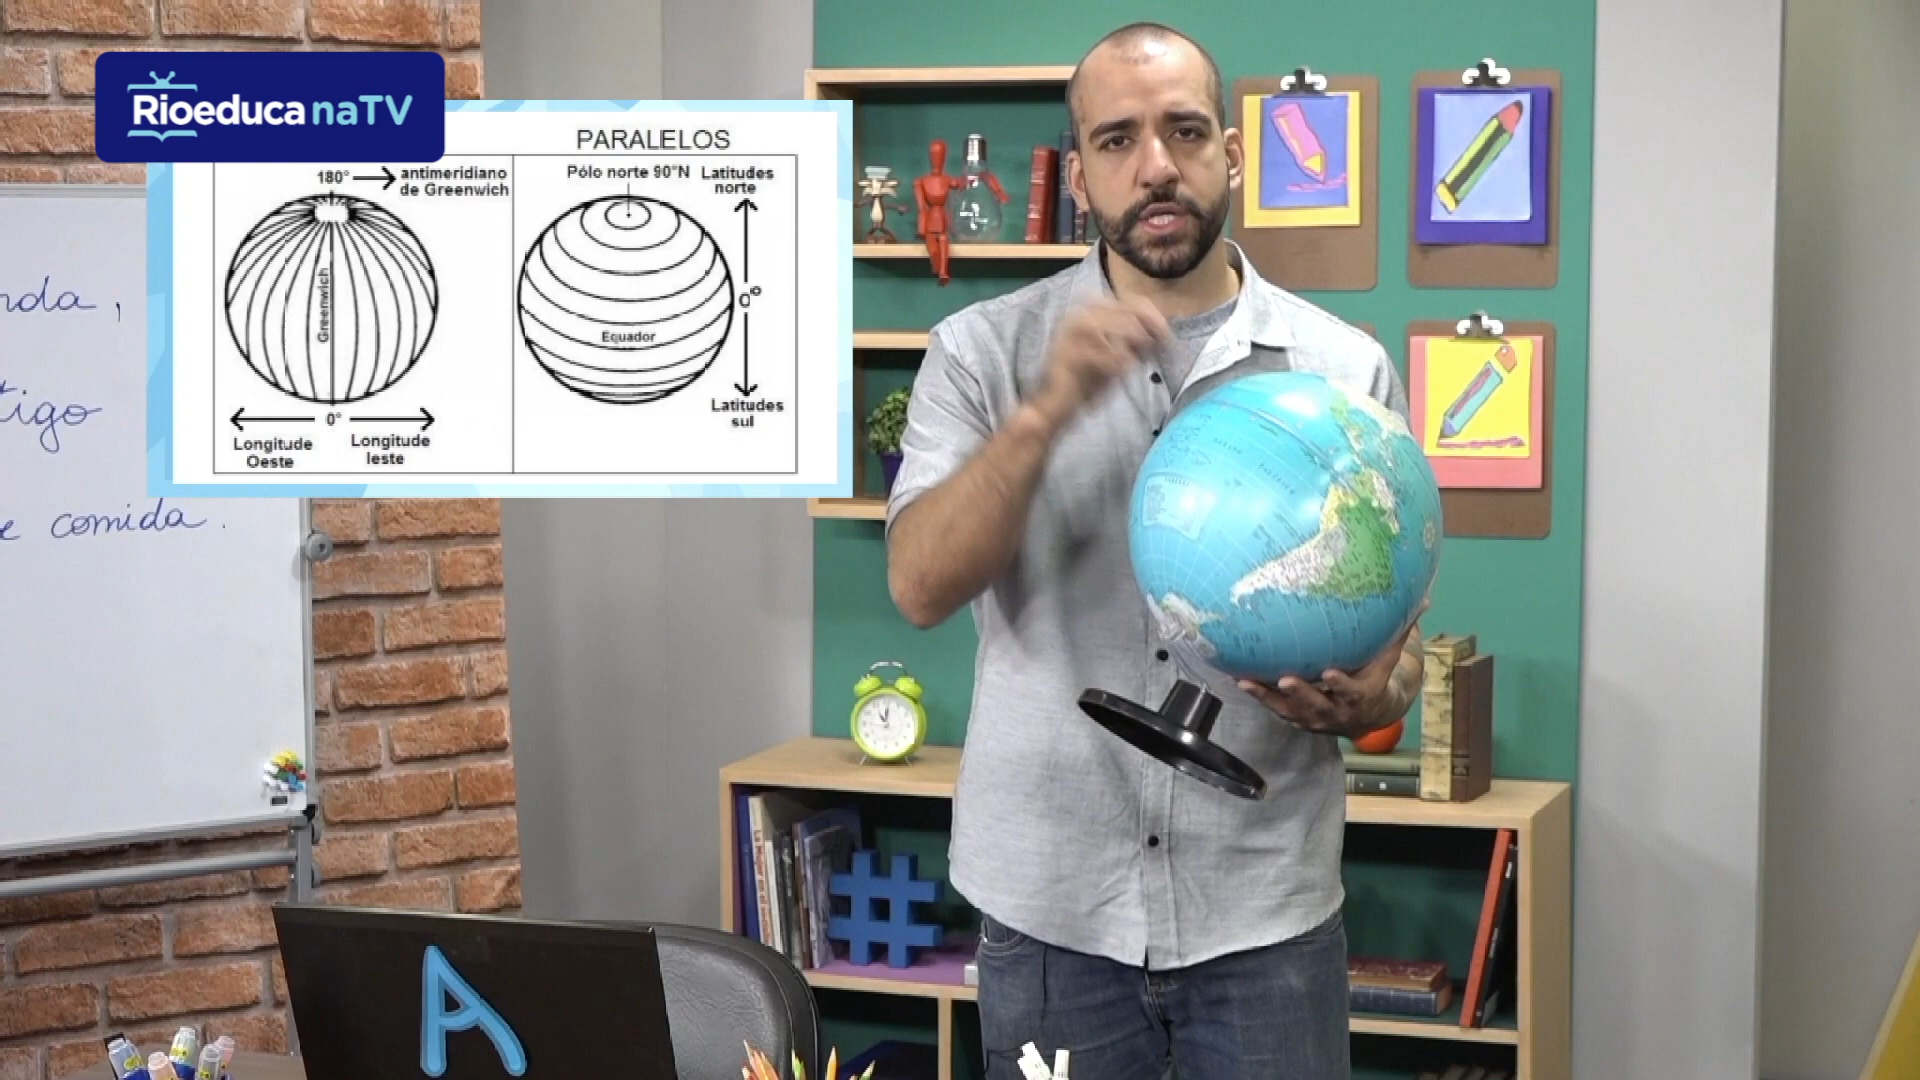 Rioeduca naTV
PARALELOS
180°
antimeridiano
de Greenwich
Greenwich
0°
Longitude
Oeste
Longitude
leste
Pólo norte 90°N
Latitudes
norte
0°
Equador
Latitudes
sul
tigo
comida.
A